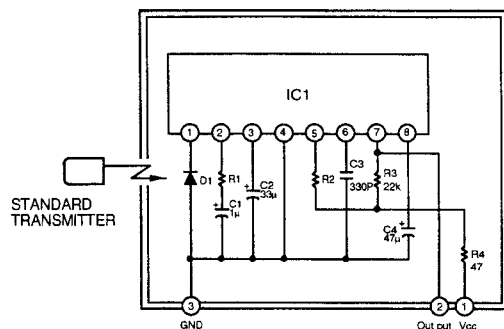 IC1
1 2 3 4 5 6 7 8
D1
R1
C1
1μ
C2
33μ
R2
C3
330P
R3
22k
C4
47μ
R4
47
STANDARD
TRANSMITTER
3 2 1
GND Out put Vcc